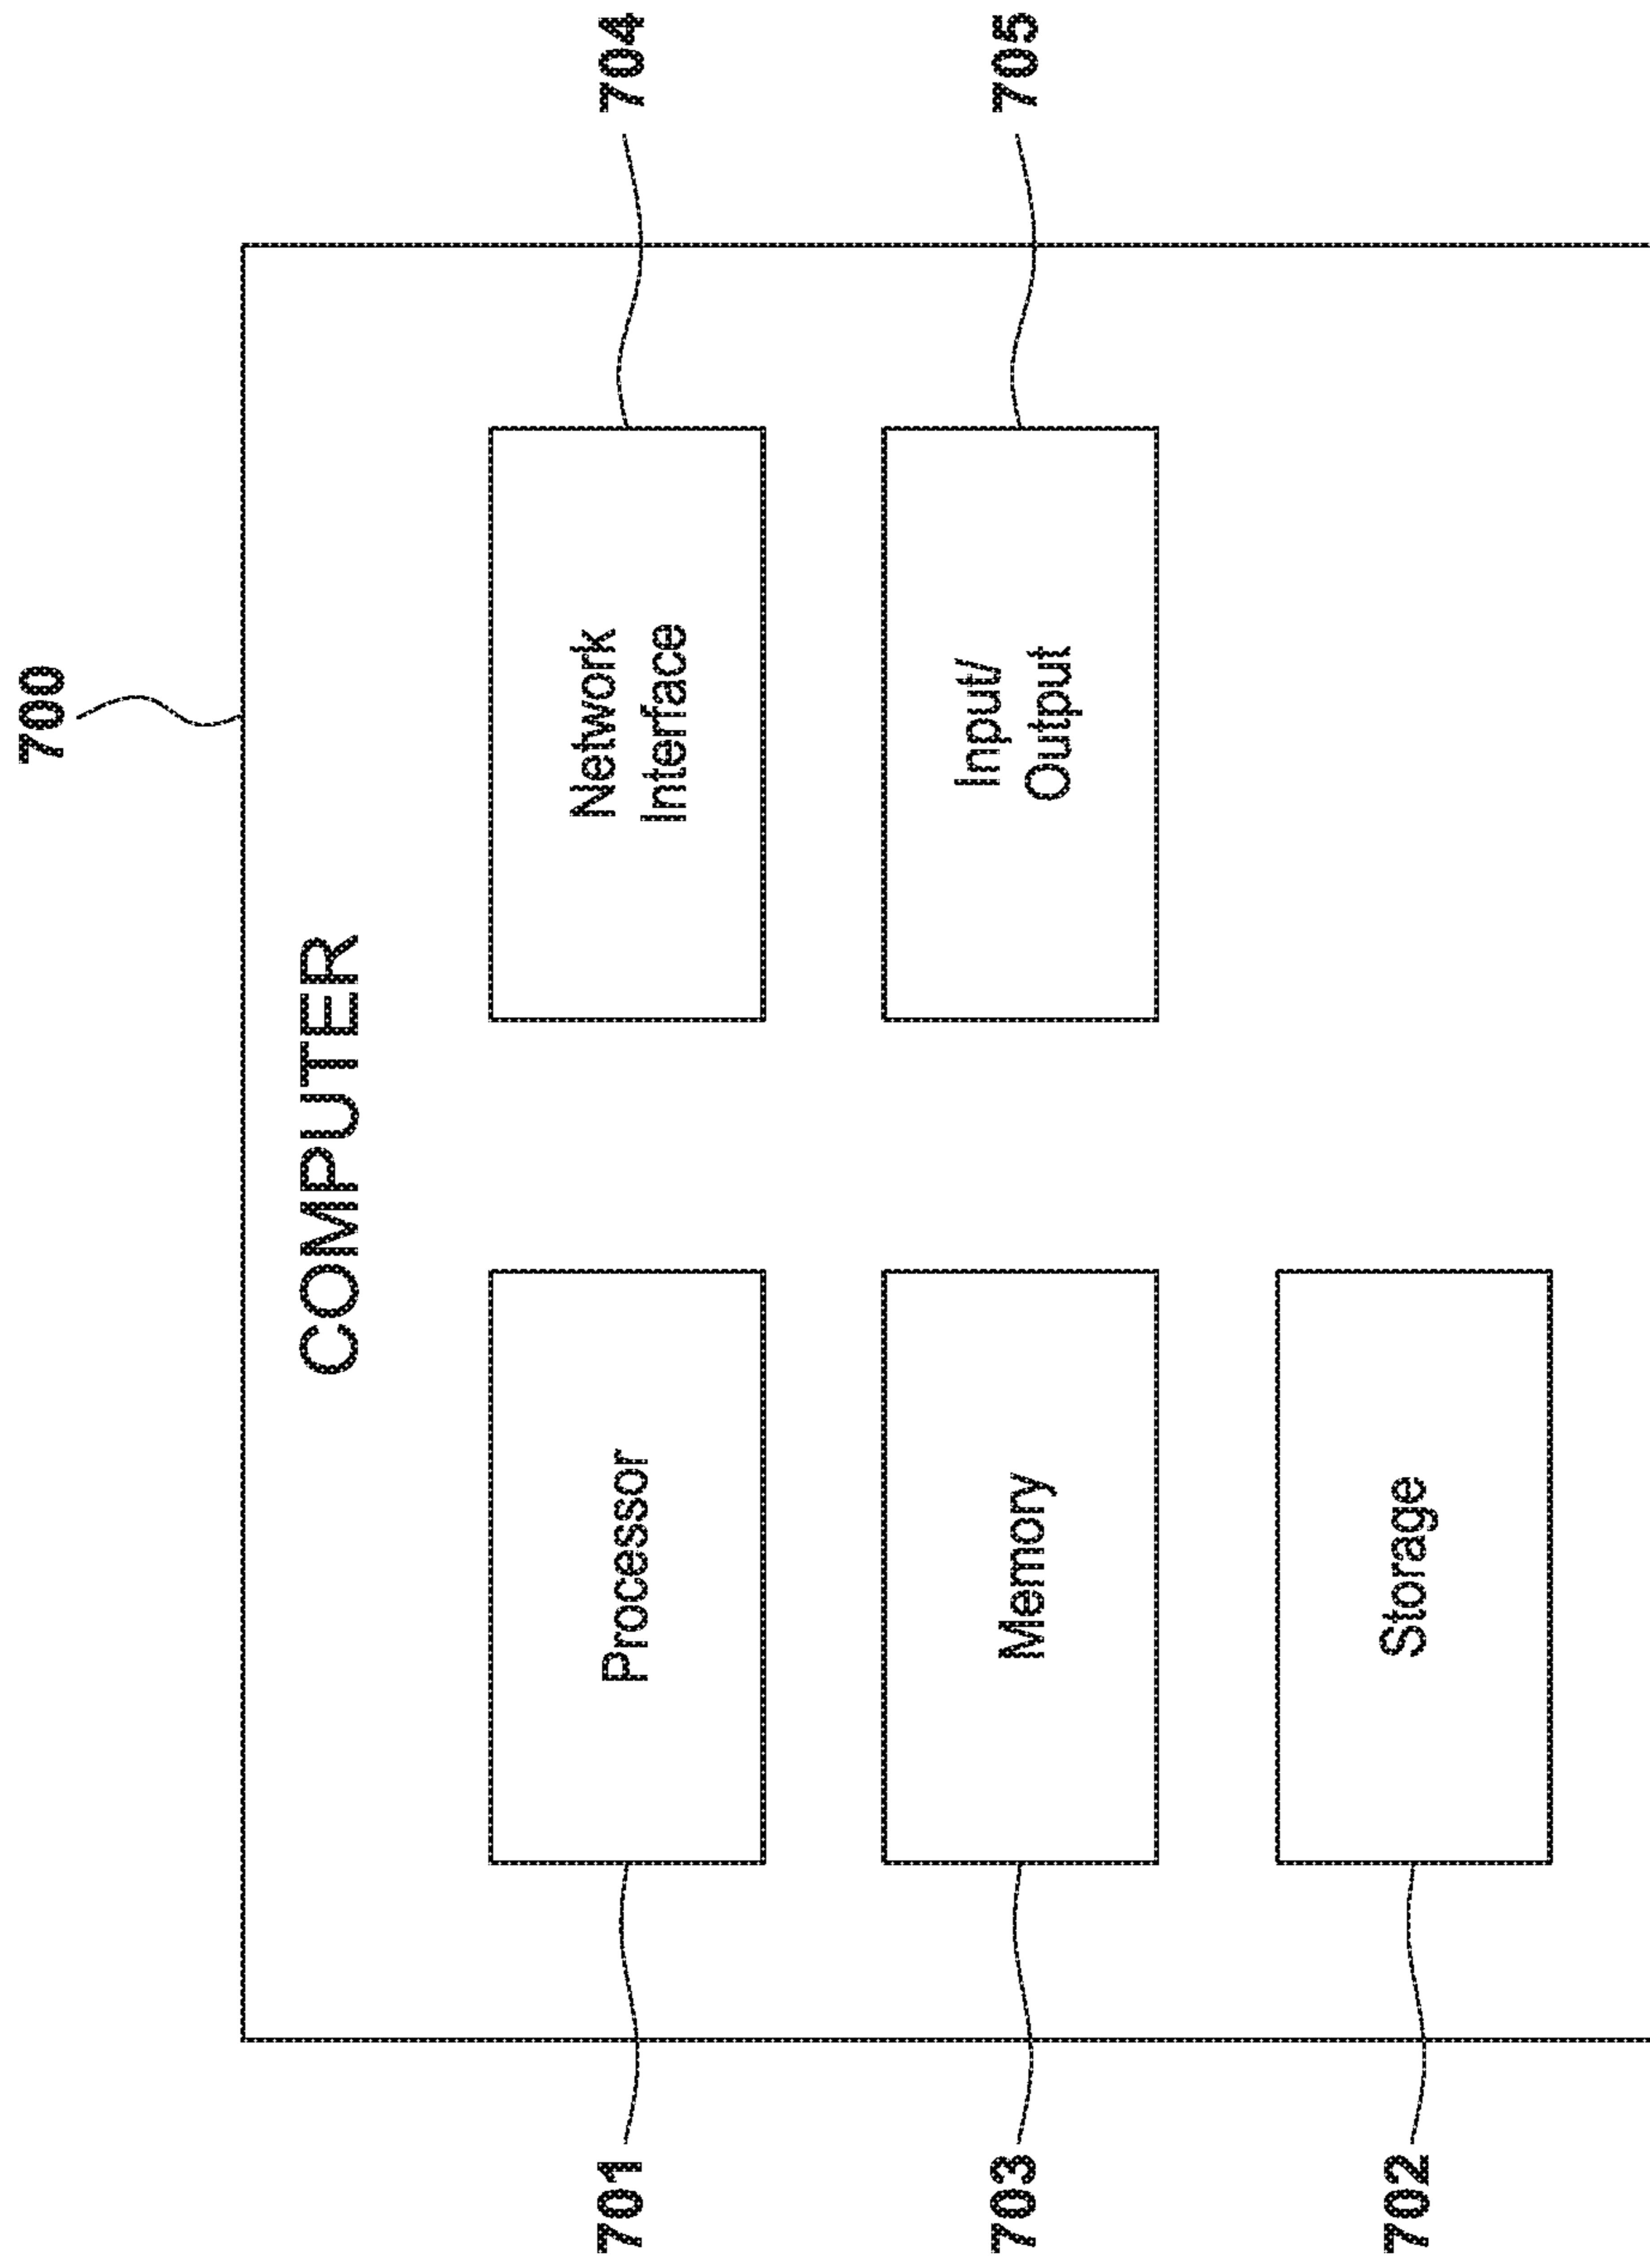 700
COMPUTER
701
Processor
Network
Interface
704
703
Memory
Input/
Output
705
702
Storage